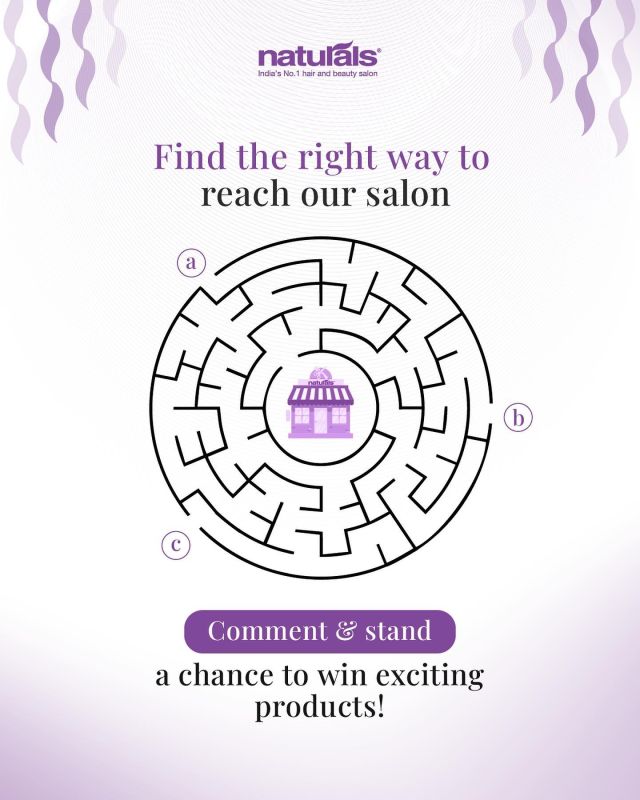 naturals®
India's No.1 hair and beauty salon
Find the right way to
reach our salon
a
naturals
b
c
Comment & stand
a chance to win exciting
products!